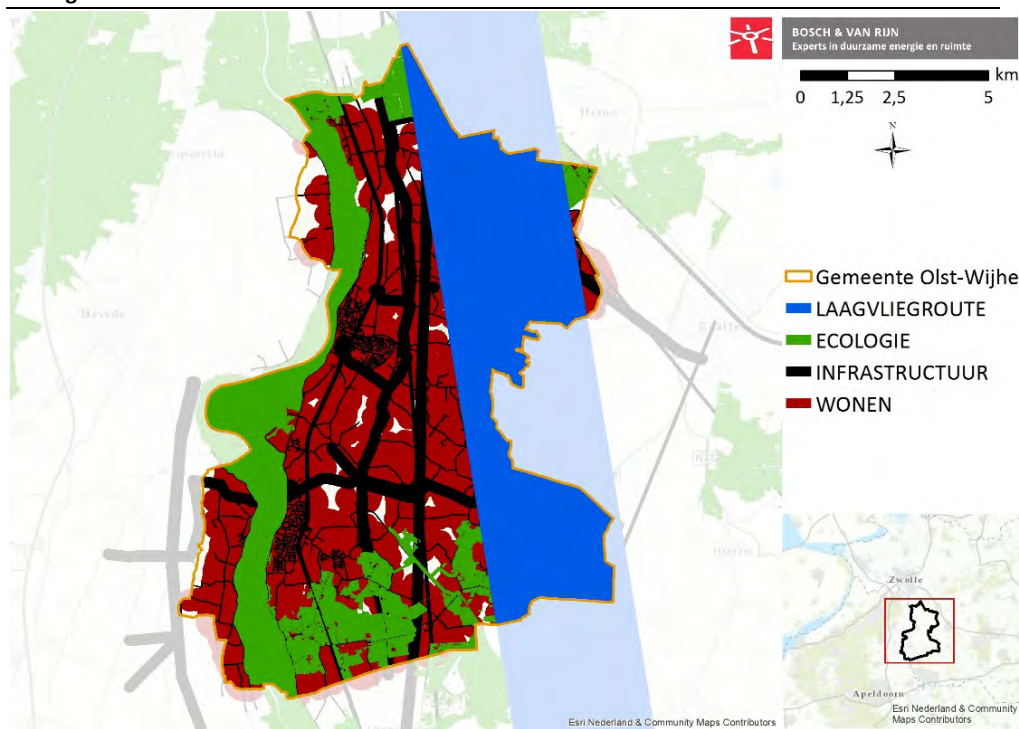 BOSCH & VAN RIJN
Experts in duurzame energie en ruimte
km
0 1,25 2,5 5
N
Gemeente Olst-Wijhe
LAAGVLIEGROUTE
ECOLOGIE
INFRASTRUCTUUR
WONEN
Heerde
Zwolle
Apeldoorn
Esri Nederland & Community
Maps Contributors
Esri Nederland & Community Maps Contributors